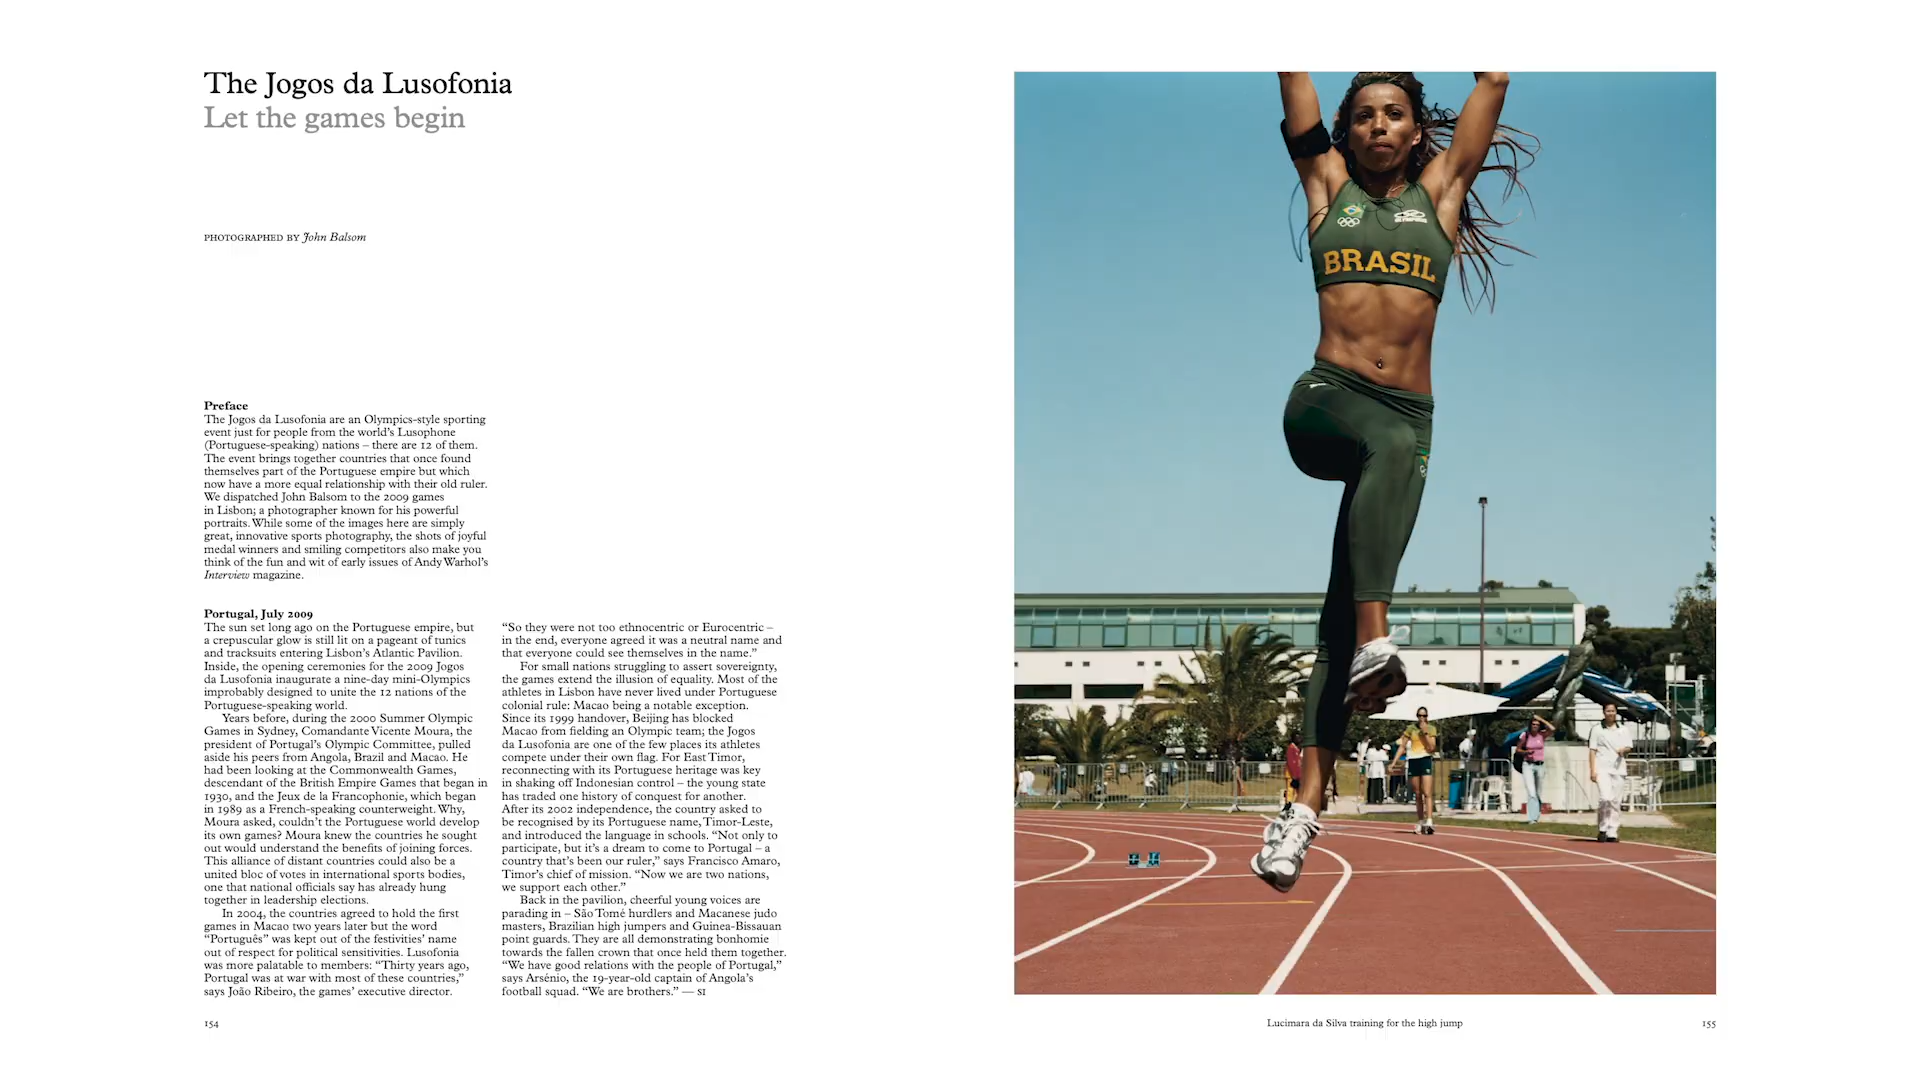 The Jogos da Lusofonia
Let the games begin
PHOTOGRAPHED BY John Balsom
Preface
The Jogos da Lusofonia are an Olympics-style sporting
event just for people from the world's Lusophone
(Portuguese-speaking) nations – there are 12 of them.
The event brings together countries that once found
themselves part of the Portuguese empire but which
now have a more equal relationship with their old ruler.
We dispatched John Balsom to the 2009 games
in Lisbon; a photographer known for his powerful
portraits. While some of the images here are simply
great, innovative sports photography, the shots of joyful
medal winners and smiling competitors also make you
think of the fun and wit of early issues of Andy Warhol's
Interview magazine.
Portugal, July 2009
The sun set long ago on the Portuguese empire, but
a crepuscular glow is still lit on a pageant of tunics
and tracksuits entering Lisbon's Atlantic Pavilion.
Inside, the opening ceremonies for the 2009 Jogos
da Lusofonia inaugurate a nine-day mini-Olympics
improbably designed to unite the 12 nations of the
Portuguese-speaking world.
Years before, during the 2000 Summer Olympic
Games in Sydney, Comandante Vicente Moura, the
president of Portugal's Olympic Committee, pulled
aside his peers from Angola, Brazil and Macao. He
had been looking at the Commonwealth Games,
descendant of the British Empire Games that began in
1930, and the Jeux de la Francophonie, which began
in 1989 as a French-speaking counterweight. Why,
Moura asked, couldn't the Portuguese world develop
its own games? Moura knew the countries he sought
out would understand the benefits of joining forces.
This alliance of distant countries could also be a
united bloc of votes in international sports bodies,
one that national officials say has already hung
together in leadership elections.
In 2004, the countries agreed to hold the first
games in Macao two years later but the word
"Português" was kept out of the festivities' name
out of respect for political sensitivities. Lusofonia
was more palatable to members: "Thirty years ago,
Portugal was at war with most of these countries,"
says João Ribeiro, the games' executive director.
"So they were not too ethnocentric or Eurocentric –
in the end, everyone agreed it was a neutral name and
that everyone could see themselves in the name."
For small nations struggling to assert sovereignty,
the games extend the illusion of equality. Most of the
athletes in Lisbon have never lived under Portuguese
colonial rule: Macao being a notable exception.
Since its 1999 handover, Beijing has blocked
Macao from fielding an Olympic team; the Jogos
da Lusofonia are one of the few places its athletes
compete under their own flag. For East Timor,
reconnecting with its Portuguese heritage was key
in shaking off Indonesian control – the young state
has traded one history of conquest for another.
After its 2002 independence, the country asked to
be recognised by its Portuguese name, Timor-Leste,
and introduced the language in schools. "Not only to
participate, but it's a dream to come to Portugal – a
country that's been our ruler," says Francisco Amaro,
Timor's chief of mission. "Now we are two nations,
we support each other."
Back in the pavilion, cheerful young voices are
parading in – São Tomé hurdlers and Macanese judo
masters, Brazilian high jumpers and Guinea-Bissauan
point guards. They are all demonstrating bonhomie
towards the fallen crown that once held them together.
"We have good relations with the people of Portugal,"
says Arsénio, the 19-year-old captain of Angola's
football squad. "We are brothers." — SI
154
BRASIL
Lucimara da Silva training for the high jump
155